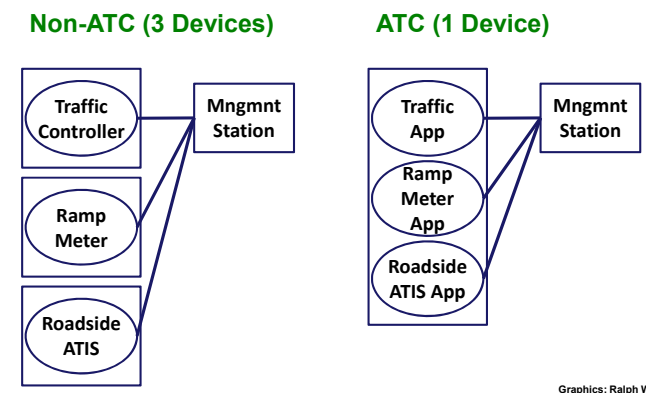 Non-ATC (3 Devices)
ATC (1 Device)
Traffic
Controller
Mngmnt
Station
Ramp
Meter
Roadside
ATIS
Traffic
App
Mngmnt
Station
Ramp
Meter
App
Roadside
ATIS App
Graphics: Ralph W